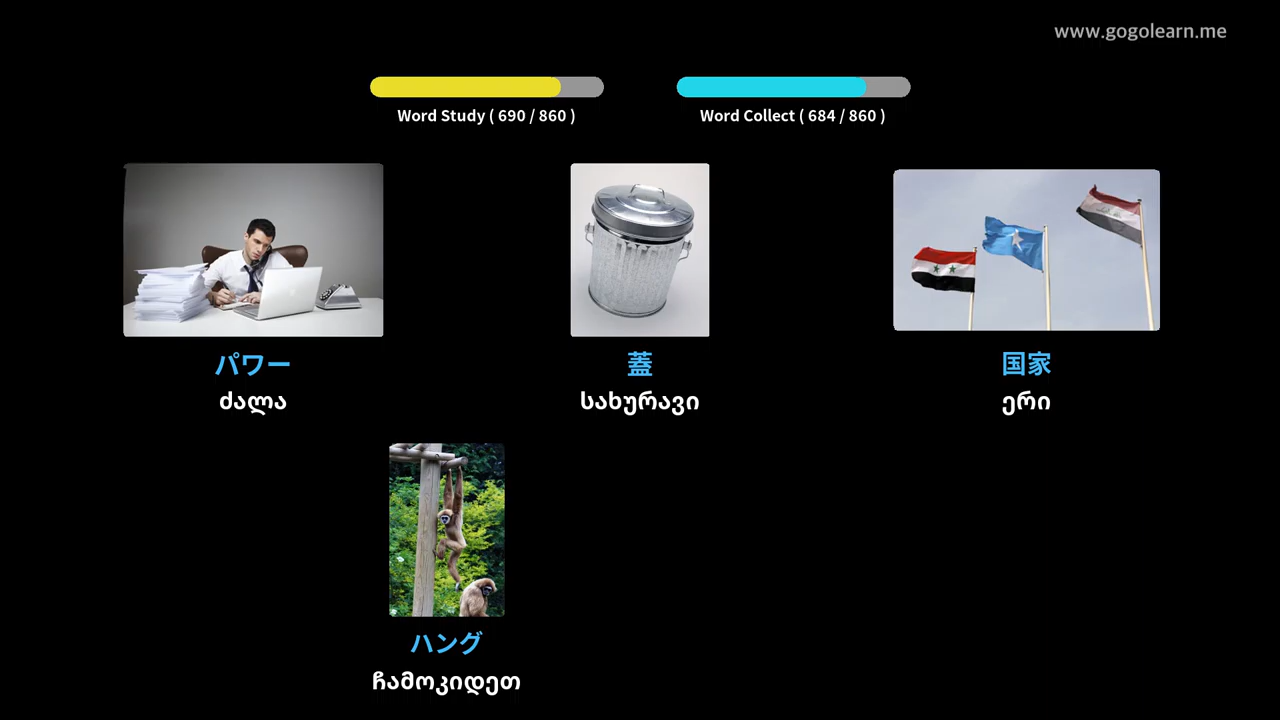 www.gogolearn.me
Word Study ( 690 / 860 )
Word Collect ( 684 / 860 )
パワー
ძალა
蓋
სახურავი
国家
ერი
ハング
ჩამოკიდეთ